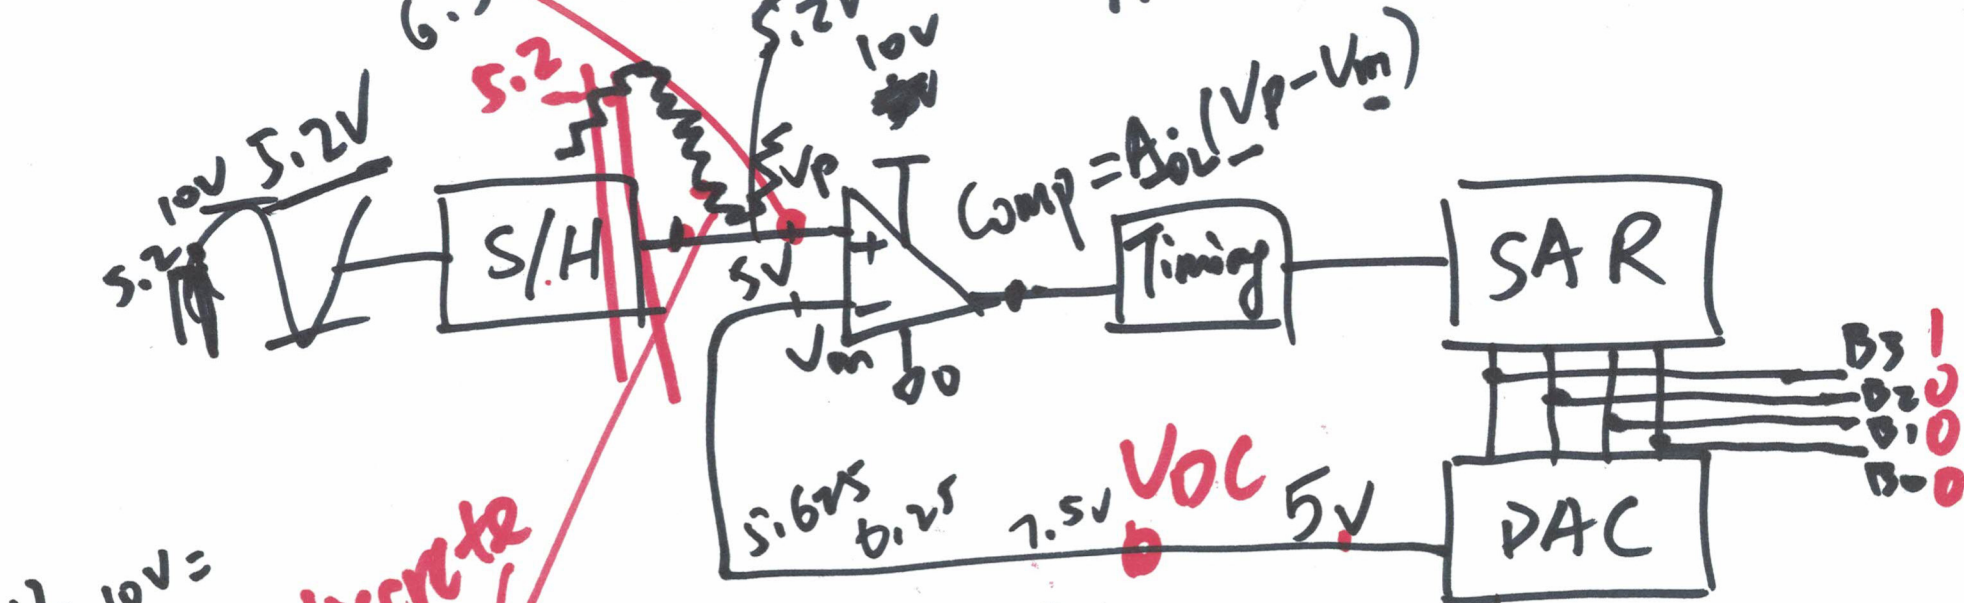 5.2V
10V
5.2
10V 5.2V
5.2
S/H
Vp
+
5V
-
Vm
00
Comp = AOL(Vp-Vm)
Timing
SAR
B3 1
B2 0
B1 0
B0 0
5.625
6.25
7.5V
VOC
5V
DAC
10V=